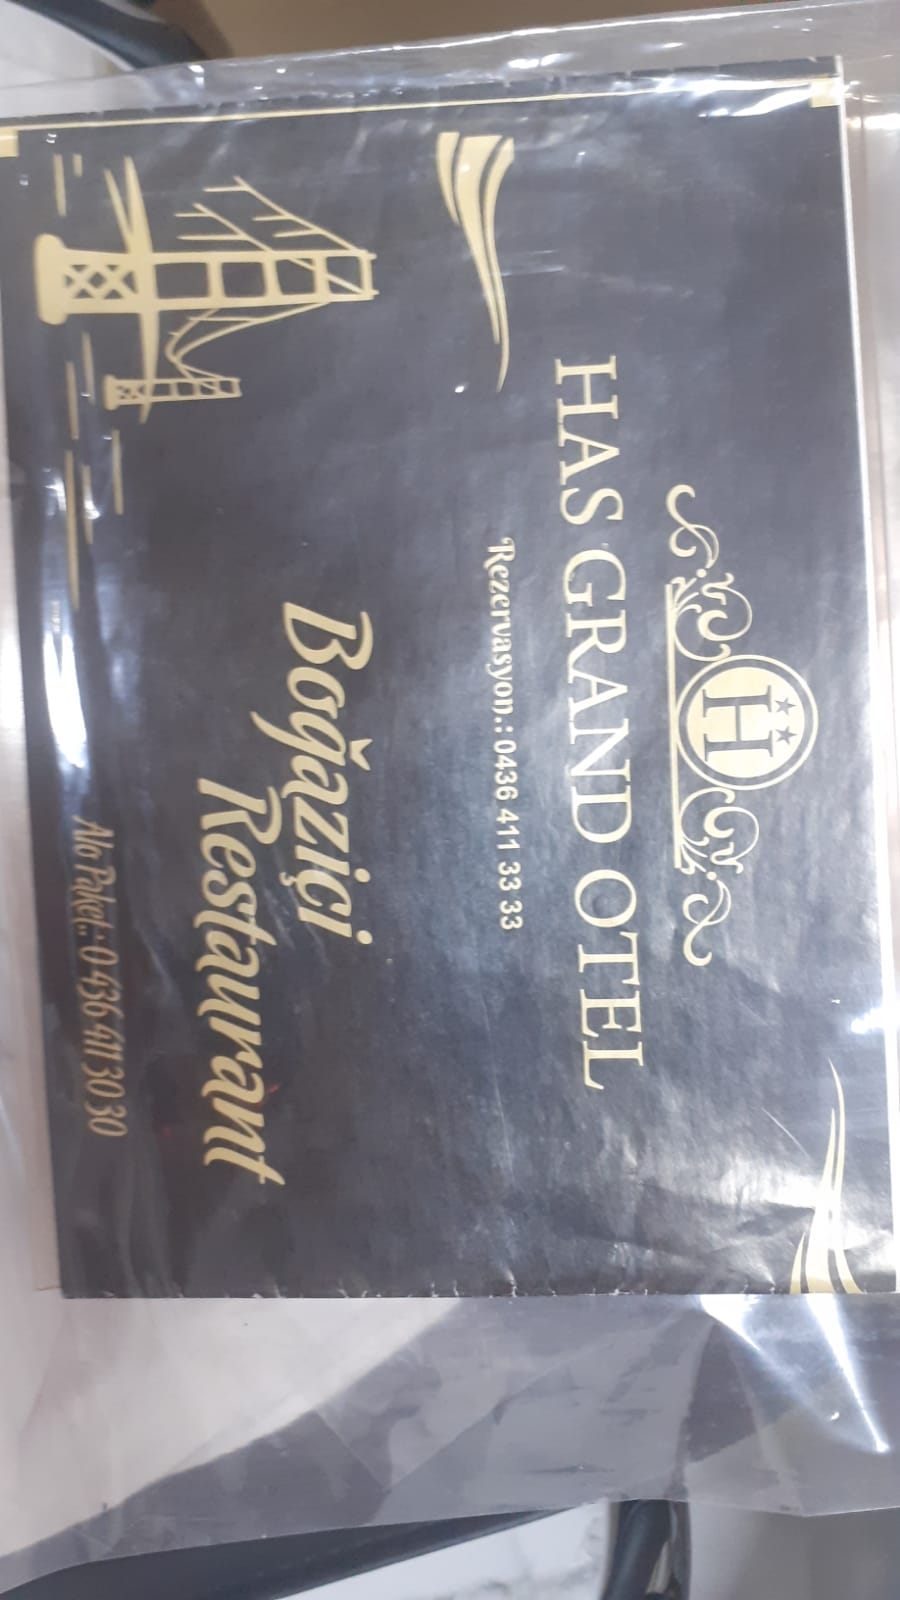 H
HAS GRAND OTEL
Rezervasyon.: 0436 411 33 33
Boğaziçi
Restaurant
Alo Paket.: 0 436 411 30 30